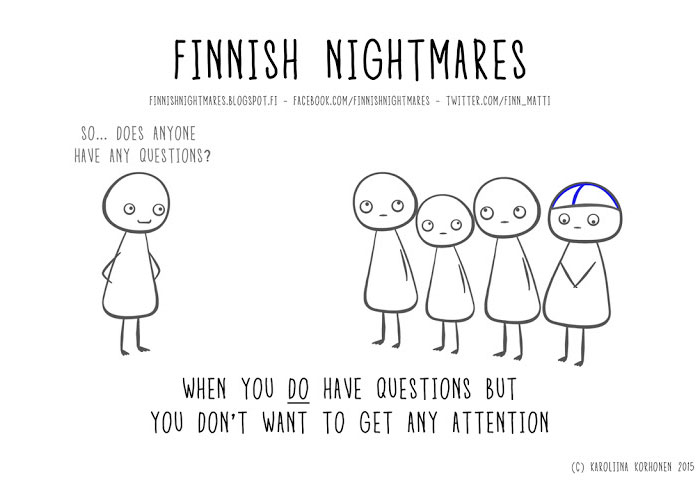 FINNISH NIGHTMARES
FINNISHNIGHTMARES.BLOGSPOT.FI - FACEBOOK.COM/FINNISHNIGHTMARES - TWITTER.COM/FINN_MATTI
SO... DOES ANYONE
HAVE ANY QUESTIONS?
WHEN YOU DO HAVE QUESTIONS BUT
YOU DON'T WANT TO GET ANY ATTENTION
(C) KAROLIINA KORHONEN 2015